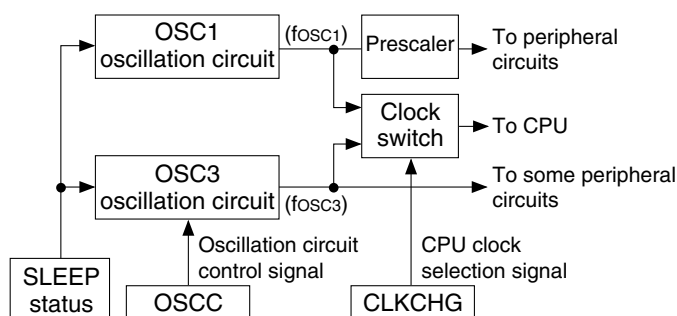 OSC1
oscillation circuit
(fOSC1)
Prescaler
To peripheral
circuits
Clock
switch
To CPU
OSC3
oscillation circuit
(fOSC3)
To some peripheral
circuits
Oscillation circuit
control signal
CPU clock
selection signal
SLEEP
status
OSCC
CLKCHG